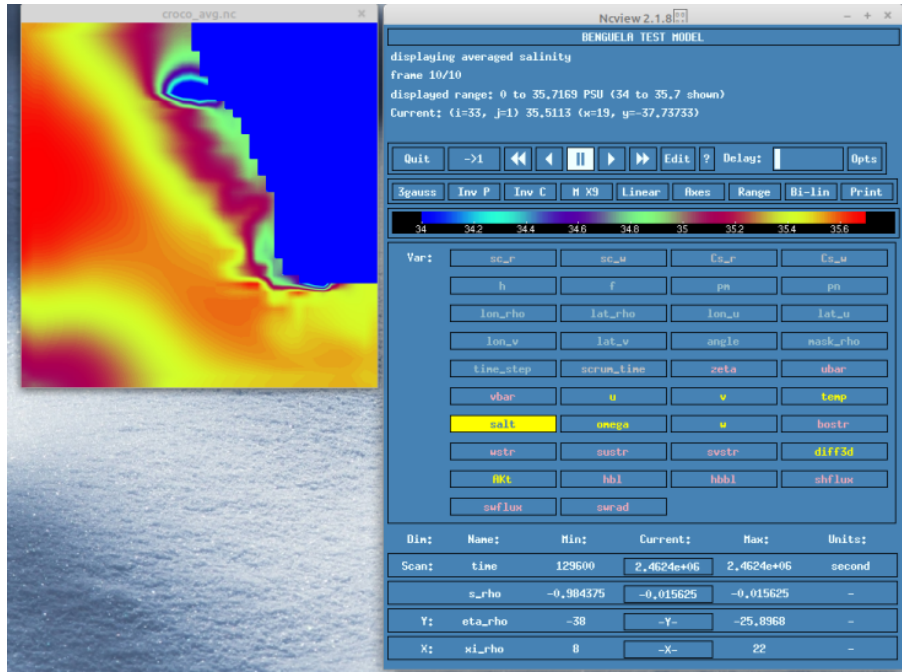 croco_avg.nc ×
Ncview 2.1.8 − + ×
BENGUELA TEST MODEL
displaying averaged salinity
frame 10/10
displayed range: 0 to 35.7169 PSU (34 to 35.7 shown)
Current: (i=33, j=1) 35.5113 (x=19, y=-37.73733)
Quit ->1 Edit ? Delay: Opts
3gauss Inv P Inv C M X9 Linear Axes Range Bi-lin Print
34 34.2 34.4 34.6 34.8 35 35.2 35.4 35.6
Var: sc_r sc_w Cs_r Cs_w
h f pm pn
lon_rho lat_rho lon_u lat_u
lon_v lat_v angle mask_rho
time_step scrum_time zeta ubar
vbar u v temp
salt omega w bostr
wstr sustr svstr diff3d
AKt hbl hbbl shflux
swflux swrad
Dim: Name: Min: Current: Max: Units:
Scan: time 129600 2.4624e+06 2.4624e+06 second
s_rho -0.984375 -0.015625 -0.015625 -
Y: eta_rho -38 -Y- -25.8968 -
X: xi_rho 8 -X- 22 -